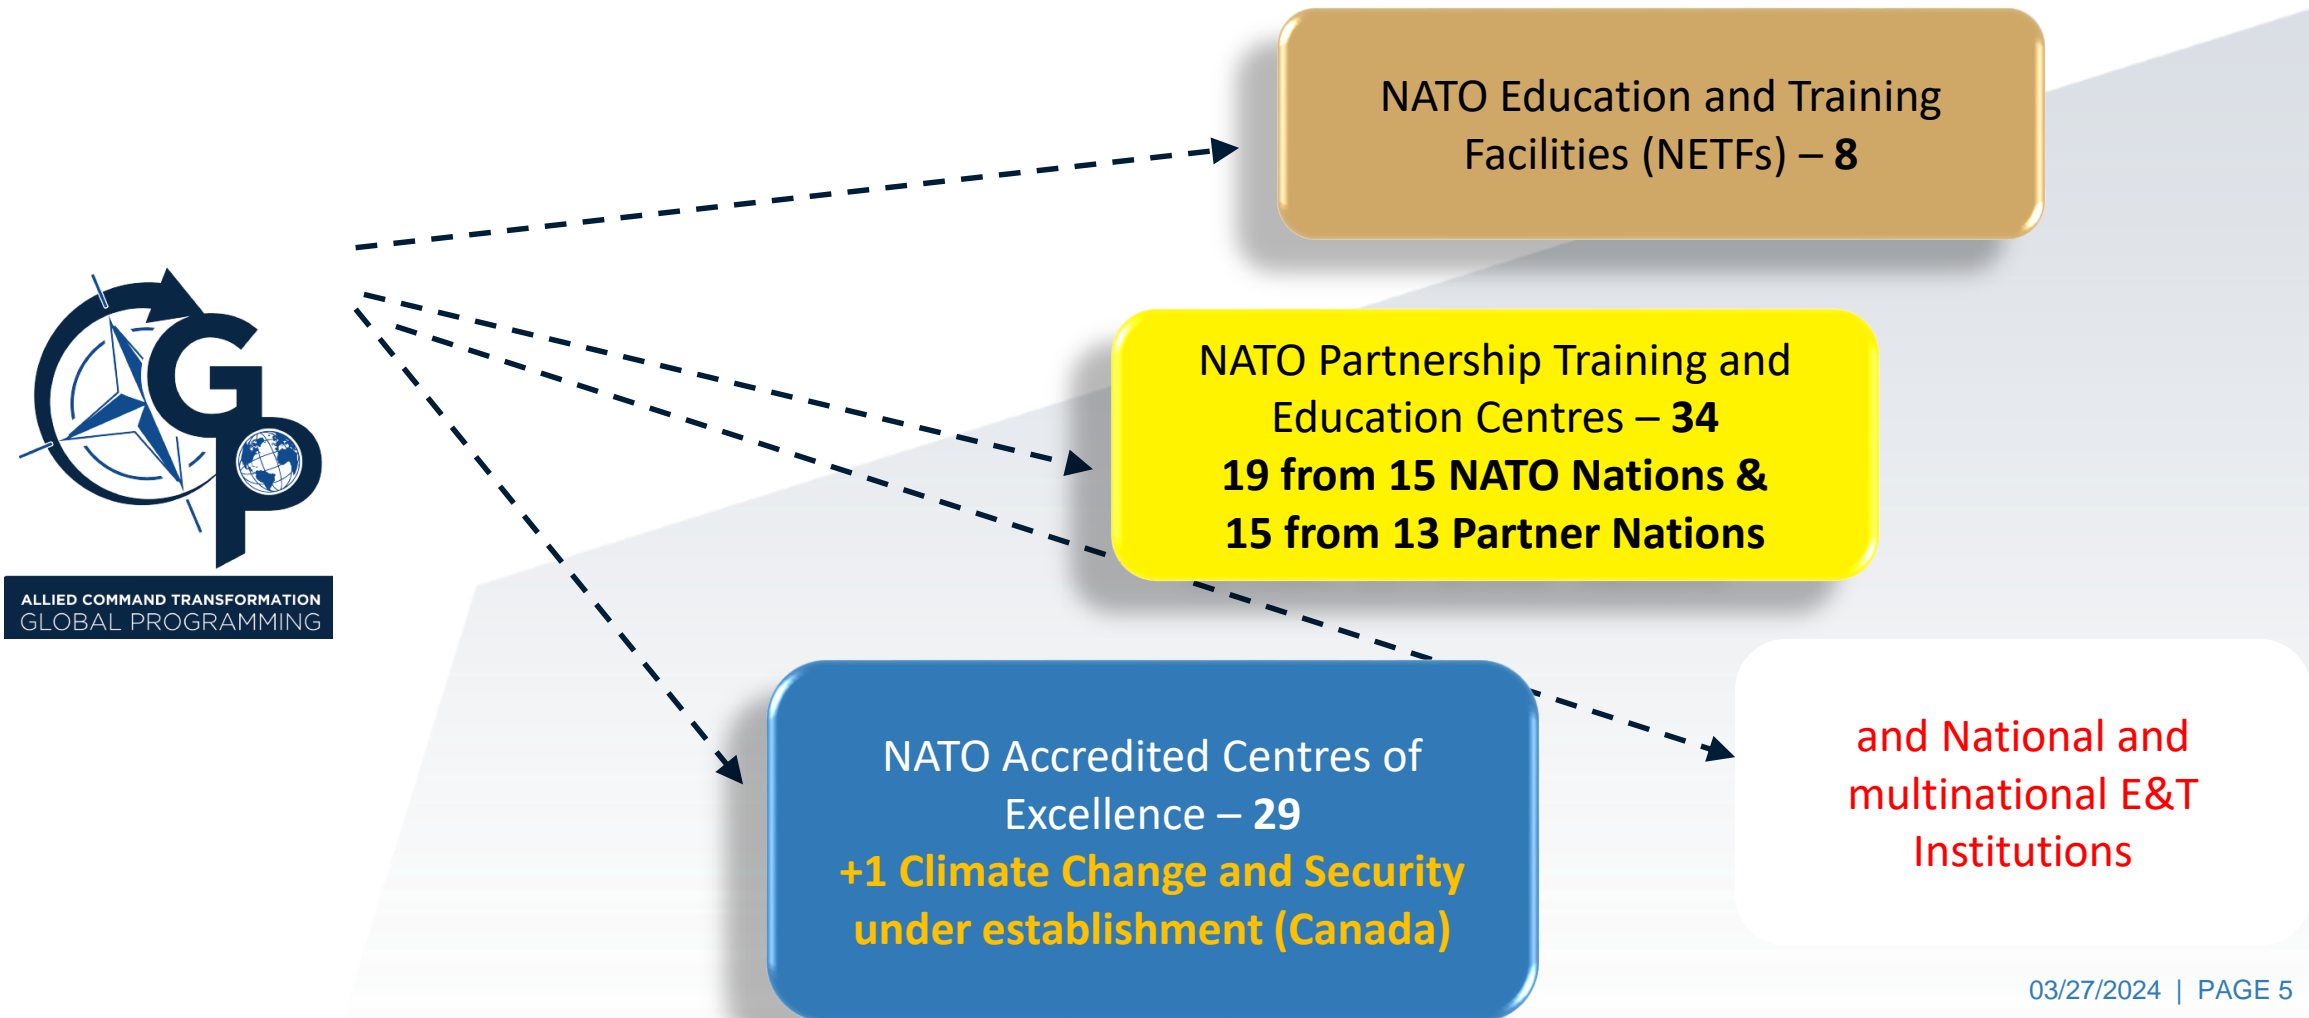 NATO Education and Training
Facilities (NETFs) – 8
GP
ALLIED COMMAND TRANSFORMATION
GLOBAL PROGRAMMING
NATO Partnership Training and
Education Centres – 34
19 from 15 NATO Nations &
15 from 13 Partner Nations
NATO Accredited Centres of
Excellence – 29
+1 Climate Change and Security
under establishment (Canada)
and National and
multinational E&T
Institutions
03/27/2024 | PAGE 5